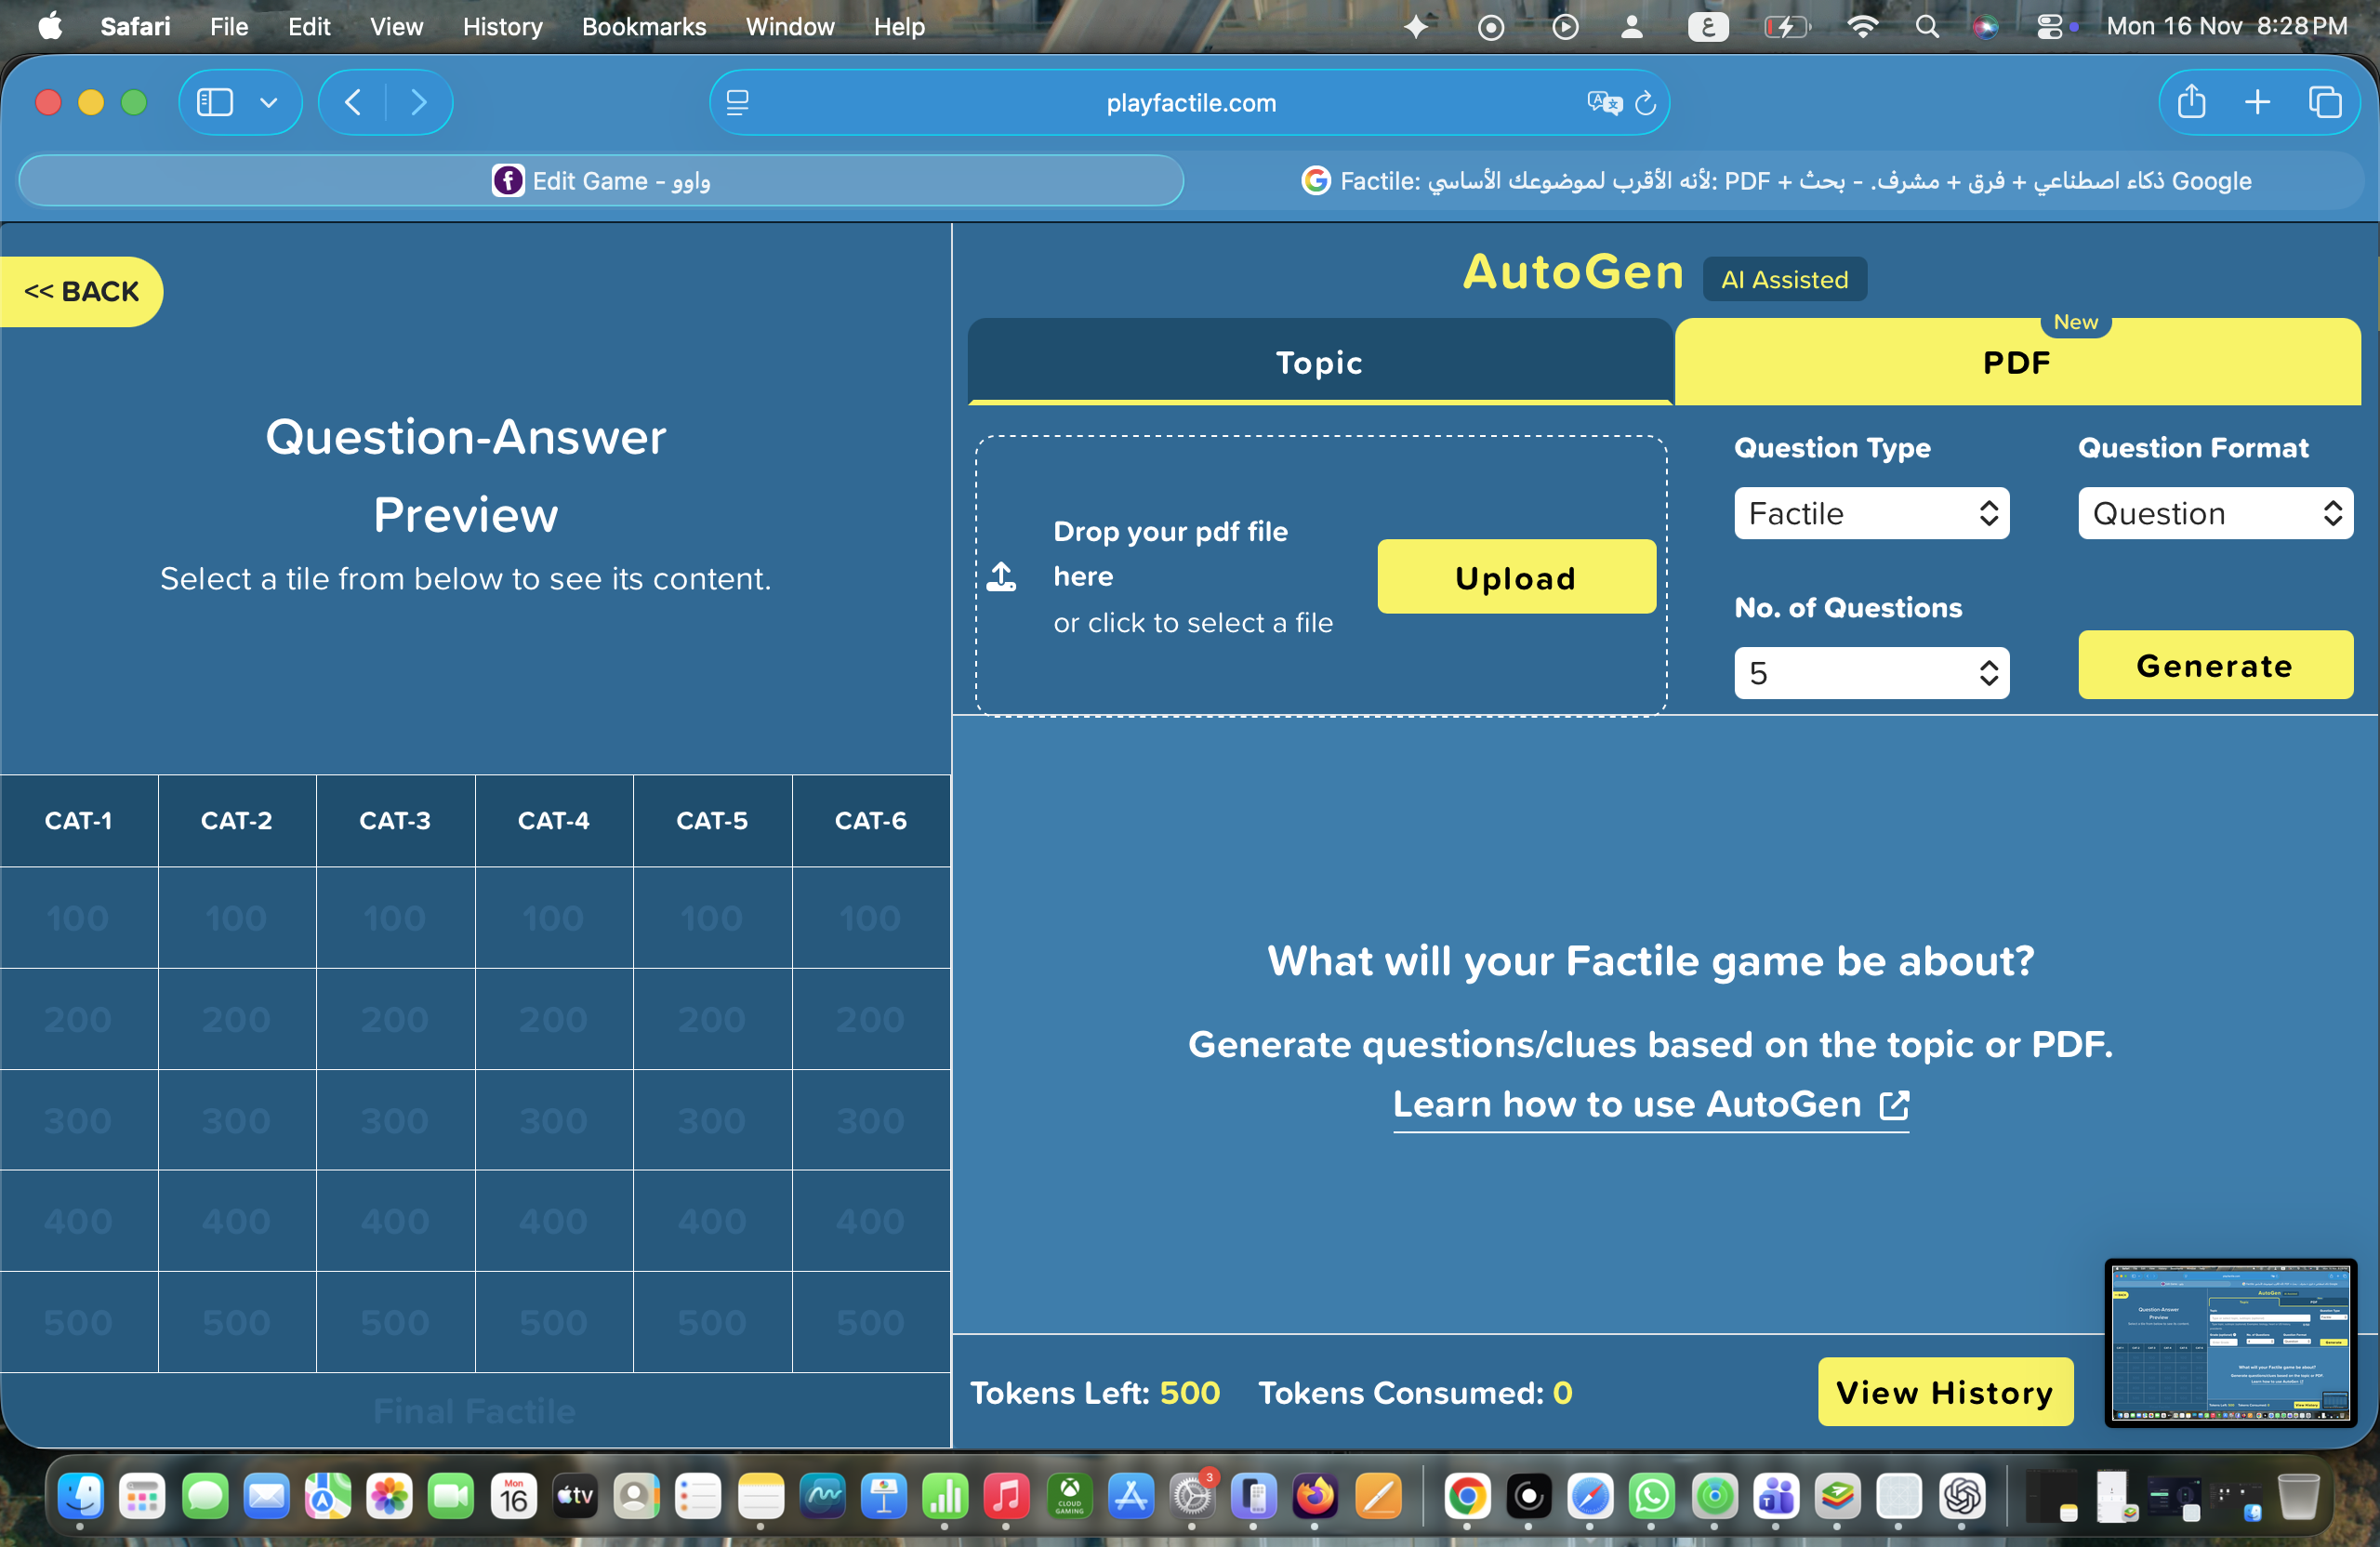 Safari File Edit View History Bookmarks Window Help
ع
Mon 16 Nov 8:28 PM
playfactile.com
Edit Game - واوو
Factile: لأنه الأقرب لموضوعك الأساسي: PDF + ذكاء اصطناعي + فرق + مشرف. - بحث Google
<< BACK
Question-Answer
Preview
Select a tile from below to see its content.
CAT-1 CAT-2 CAT-3 CAT-4 CAT-5 CAT-6
100 100 100 100 100 100
200 200 200 200 200 200
300 300 300 300 300 300
400 400 400 400 400 400
500 500 500 500 500 500
Final Factile
AutoGen AI Assisted
Topic
New
PDF
Drop your pdf file
here
or click to select a file
Upload
Question Type
Factile
Question Format
Question
No. of Questions
5
Generate
What will your Factile game be about?
Generate questions/clues based on the topic or PDF.
Learn how to use AutoGen
Tokens Left: 500 Tokens Consumed: 0
View History
Mon
16
tv
CLOUD
GAMING
3